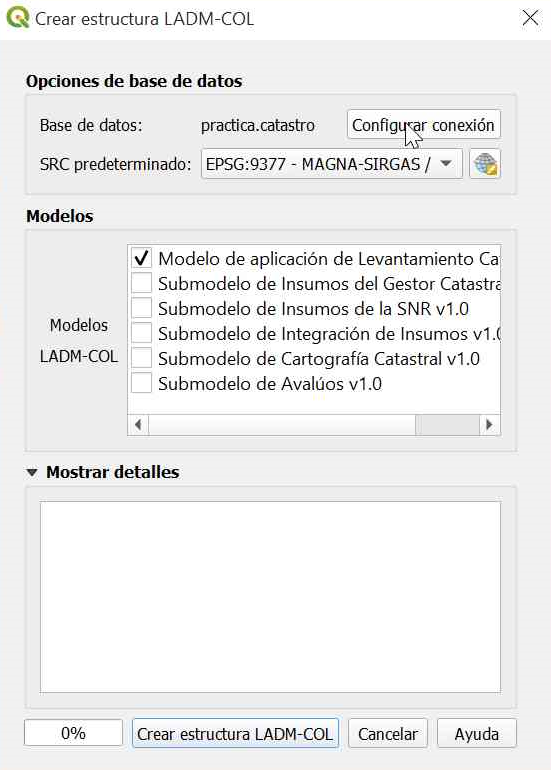 Crear estructura LADM-COL
Opciones de base de datos
Base de datos: practica.catastro Configurar conexión
SRC predeterminado: EPSG:9377 - MAGNA-SIRGAS /
Modelos
Modelo de aplicación de Levantamiento Ca
Submodelo de Insumos del Gestor Catastra
Submodelo de Insumos de la SNR v1.0
Modelos
Submodelo de Integración de Insumos v1.0
LADM-COL
Submodelo de Cartografía Catastral v1.0
Submodelo de Avalúos v1.0
Mostrar detalles
0% Crear estructura LADM-COL Cancelar Ayuda